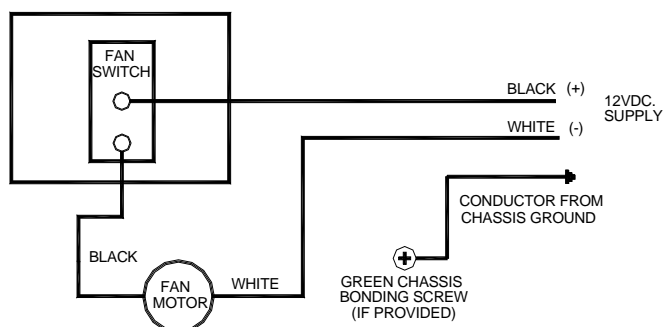 FAN
SWITCH
BLACK (+)
12VDC.
SUPPLY
WHITE (-)
CONDUCTOR FROM
CHASSIS GROUND
BLACK
FAN
MOTOR
WHITE
GREEN CHASSIS
BONDING SCREW
(IF PROVIDED)